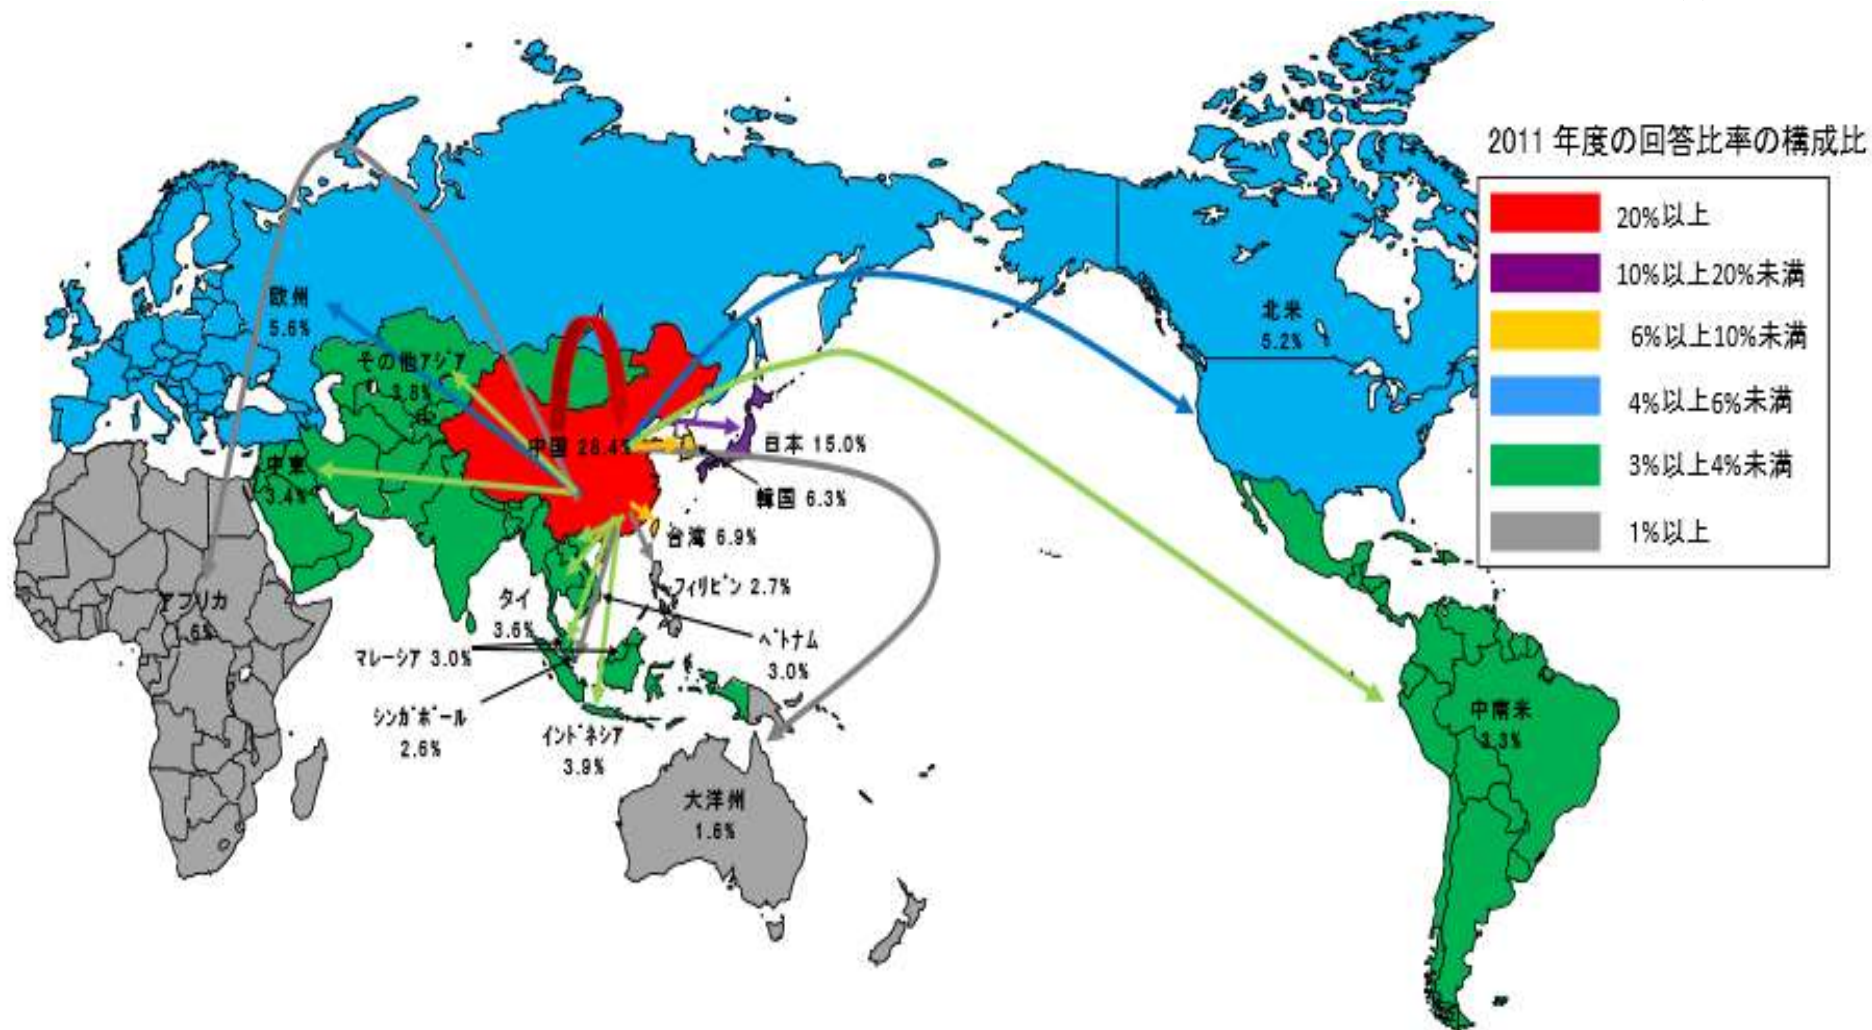 2011 年度の回答比率の構成比
20%以上
10%以上20%未満
6%以上10%未満
4%以上6%未満
3%以上4%未満
1%以上
欧州
5.6%
北米
5.2%
その他アジア
3.8%
中国 28.4%
日本 15.0%
中東
3.4%
韓国 6.3%
台湾 6.9%
フィリピン 2.7%
アフリカ
タイ
3.6%
ベトナム
3.0%
マレーシア 3.0%
シンガポール
2.6%
インドネシア
3.9%
中南米
3.3%
大洋州
1.6%